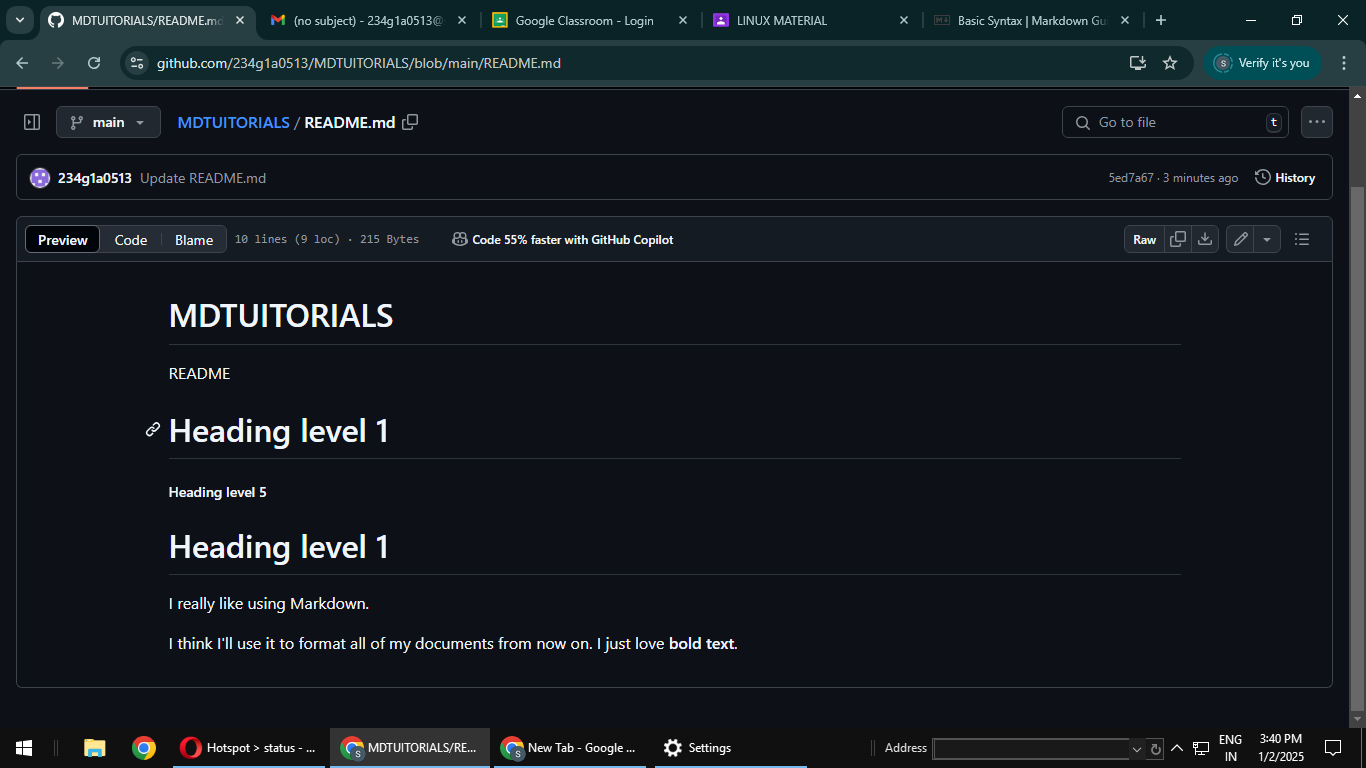 MDTUITORIALS/README.md
(no subject) - 234g1a0513@
Google Classroom - Login
LINUX MATERIAL
Basic Syntax | Markdown Gui
github.com/234g1a0513/MDTUITORIALS/blob/main/README.md
S Verify it's you
main
MDTUITORIALS / README.md
Go to file t
234g1a0513 Update README.md
5ed7a67 · 3 minutes ago History
Preview Code Blame 10 lines (9 loc) · 215 Bytes Code 55% faster with GitHub Copilot Raw
MDTUITORIALS
README
Heading level 1
Heading level 5
Heading level 1
I really like using Markdown.
I think I'll use it to format all of my documents from now on. I just love bold text.
Hotspot > status - ...
S MDTUITORIALS/RE...
S New Tab - Google ...
Settings
Address
ENG
IN
3:40 PM
1/2/2025